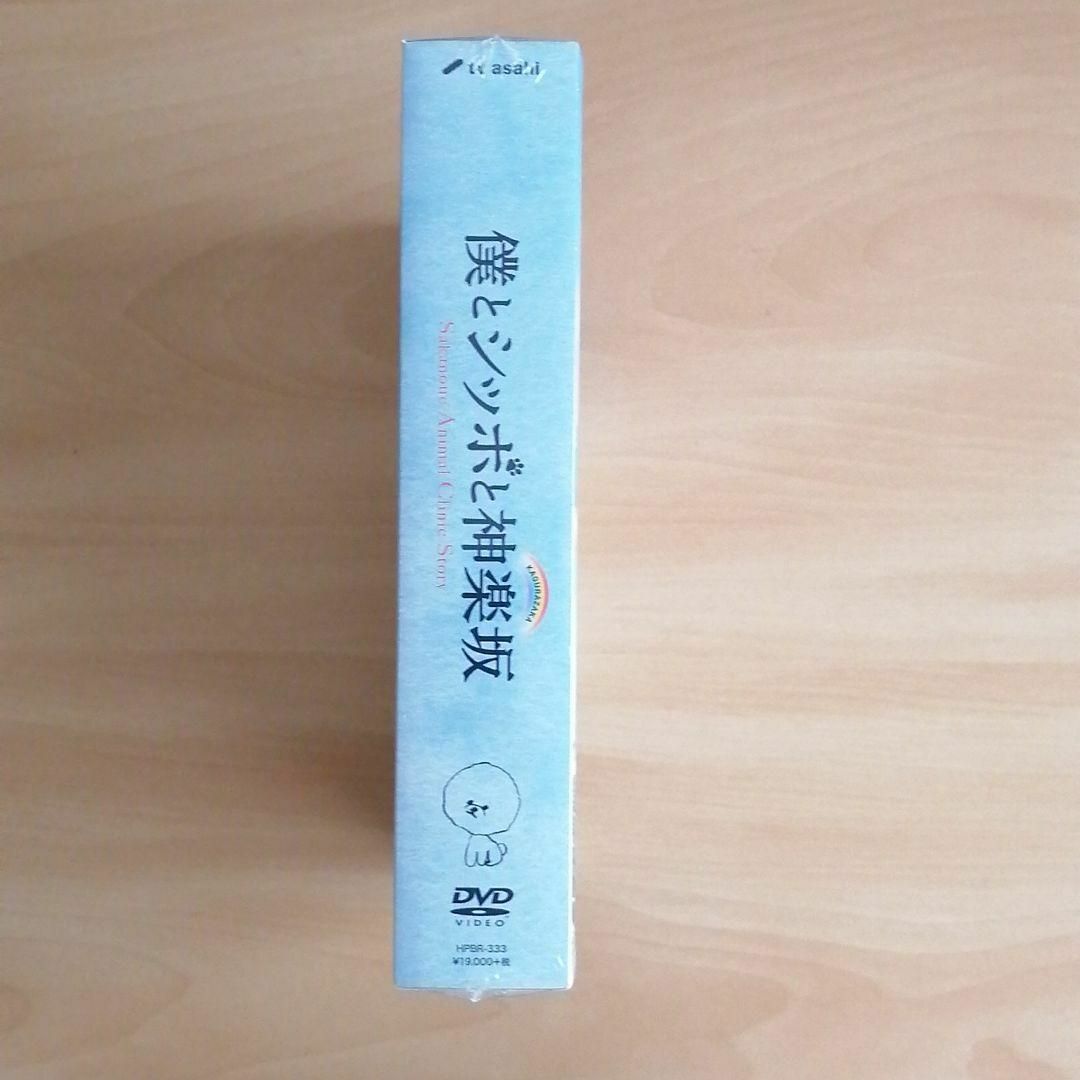 tv asahi
僕とシッポと神楽坂
KAGURAZAKA
Sakanoue Animal Clinic Story
DVD
VIDEO
HPBR-333
¥19,000+税